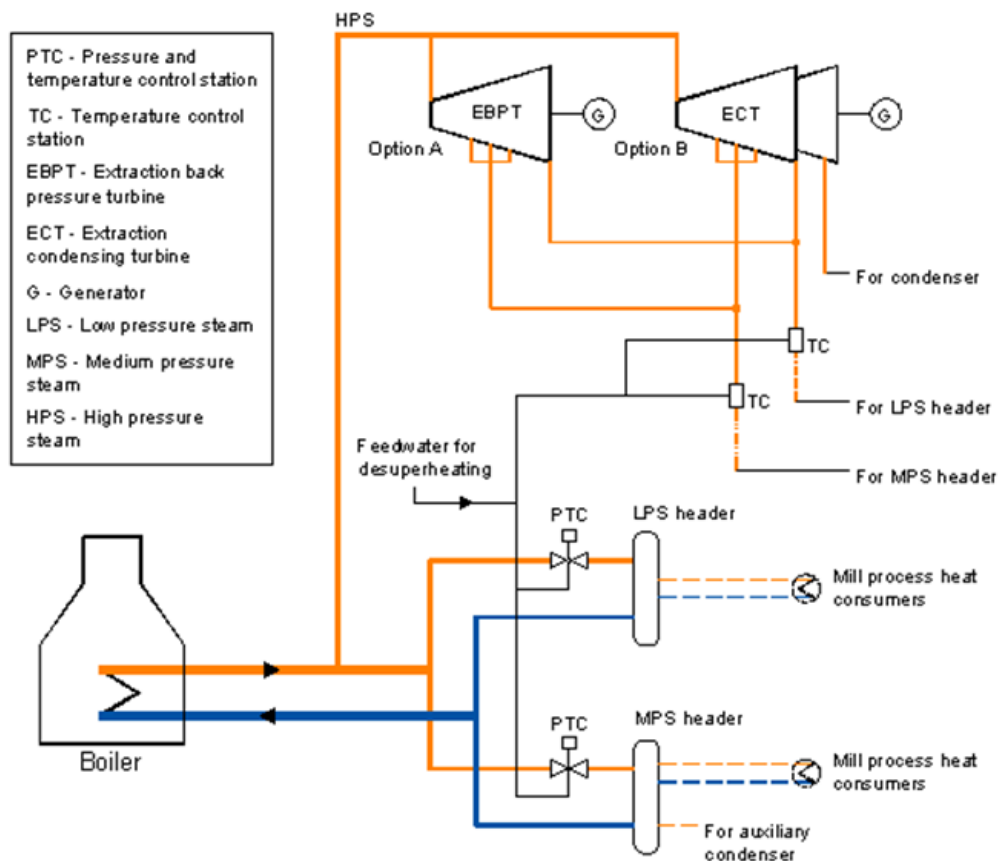 HPS
PTC - Pressure and
temperature control station
TC - Temperature control
station
EBPT - Extraction back
pressure turbine
ECT - Extraction
condensing turbine
G - Generator
LPS - Low pressure steam
MPS - Medium pressure
steam
HPS - High pressure
steam
EBPT
G
Option A
ECT
G
Option B
For condenser
TC
For LPS header
TC
For MPS header
Feedwater for
desuperheating
PTC
LPS header
Mill process heat
consumers
PTC
MPS header
Mill process heat
consumers
For auxiliary
condenser
Boiler